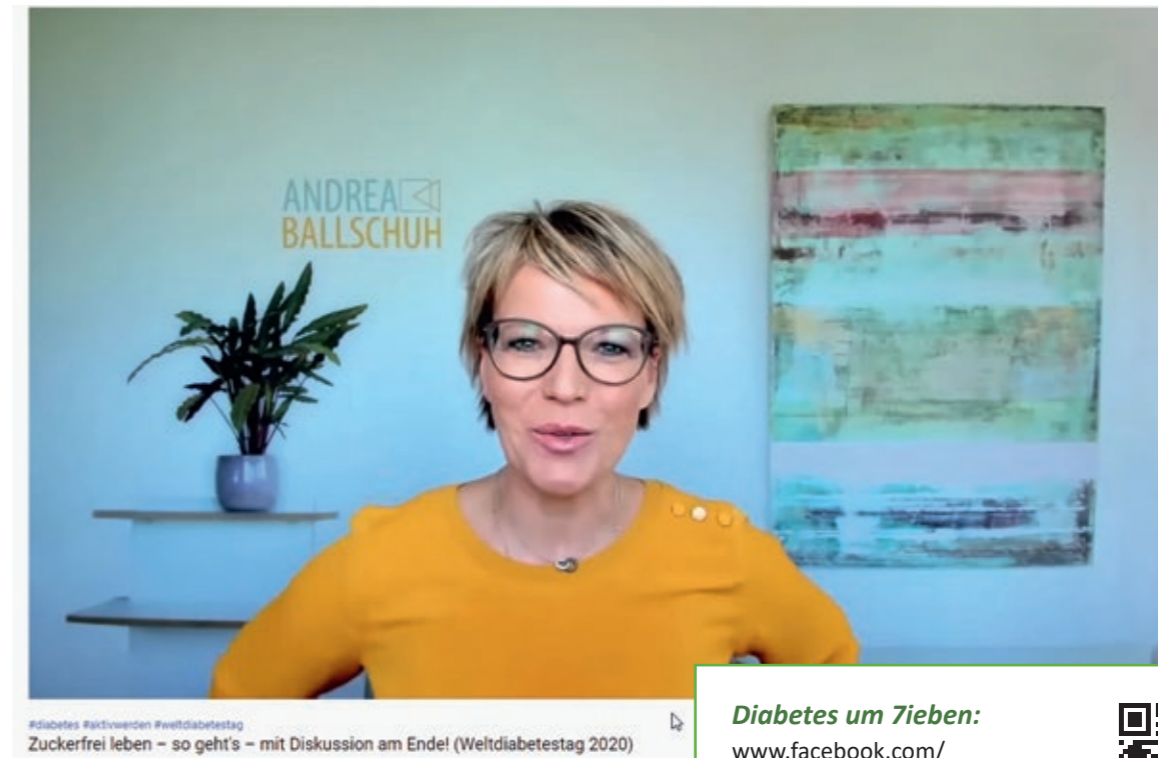 ANDREA
BALLSCHUH
#diabetes #aktivwerden #weltdiabetestag
Zuckerfrei leben – so geht's – mit Diskussion am Ende! (Weltdiabetestag 2020)
Diabetes um 7ieben:
www.facebook.com/